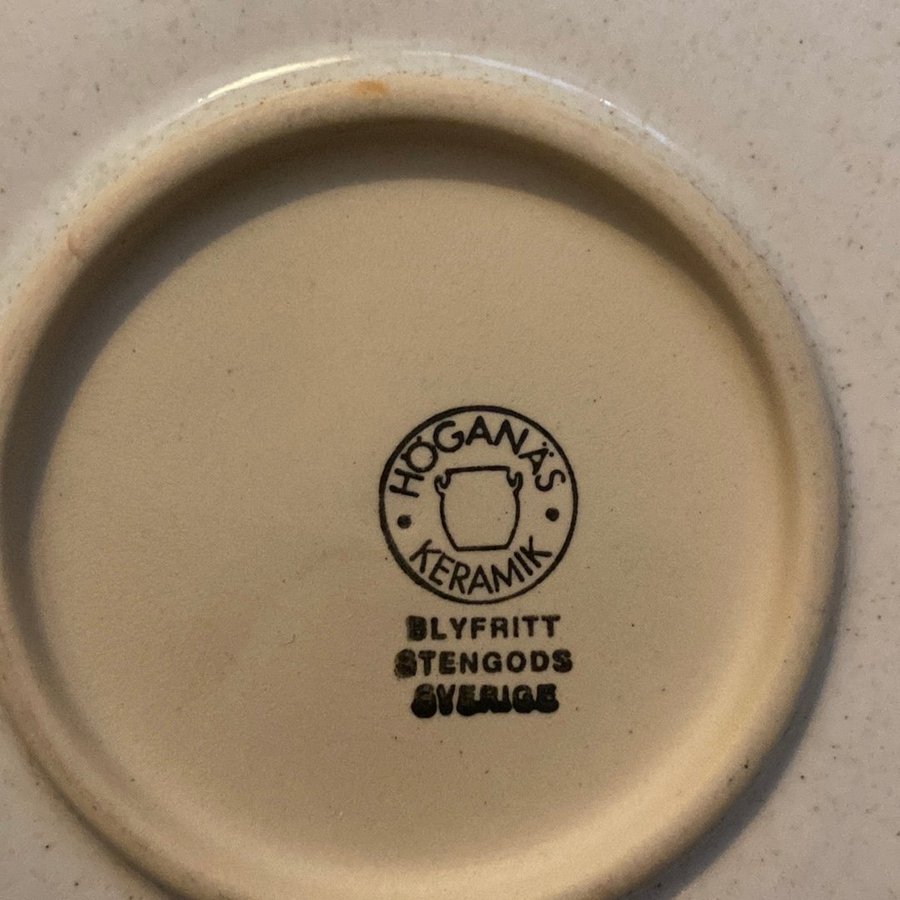 HÖGANÄS
KERAMIK
BLYFRITT
STENGODS
SVERIGE